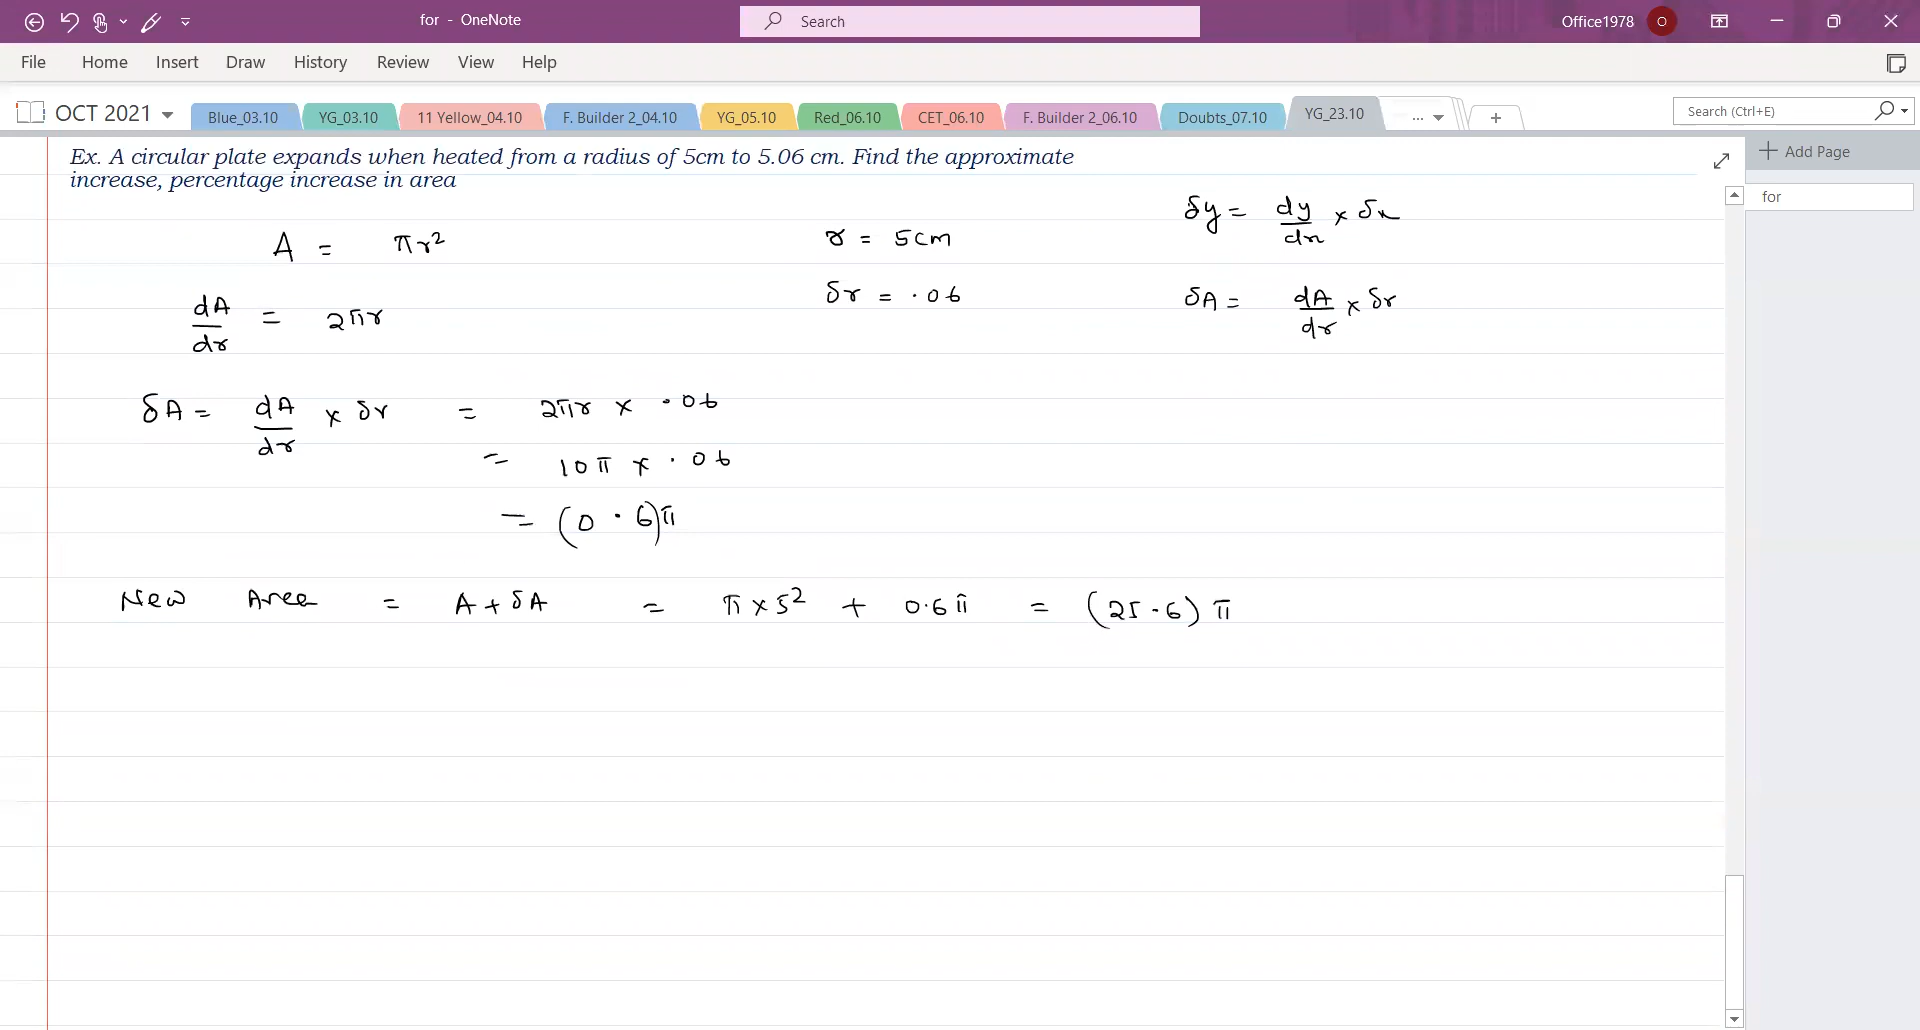 for - OneNote
Search
Office1978
O
File Home Insert Draw History Review View Help
OCT 2021
Blue_03.10 YG_03.10 11 Yellow_04.10 F. Builder 2_04.10 YG_05.10 Red_06.10 CET_06.10 F. Builder 2_06.10 Doubts_07.10 YG_23.10 ... +
Search (Ctrl+E)
Add Page
for
Ex. A circular plate expands when heated from a radius of 5cm to 5.06 cm. Find the approximate
increase, percentage increase in area
A = πr²
r = 5cm
δy = dy/dx × δx
dA/dr = 2πr
δr = .06
δA = dA/dr × δr
δA = dA/dr × δr = 2πr × .06
= 10π × .06
= (0.6)π
New Area = A + δA = π × 5² + 0.6π = (25.6) π